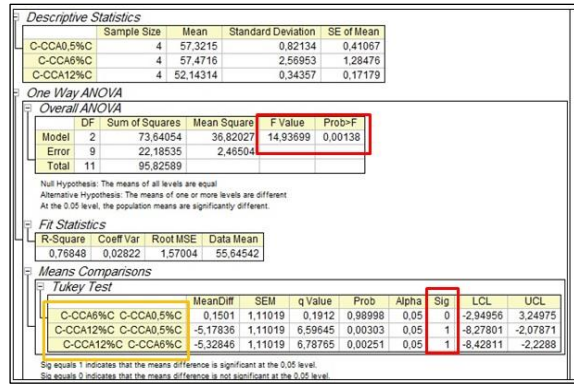 Descriptive Statistics
Sample Size Mean Standard Deviation SE of Mean
C-CCA0,5%C 4 57,3215 0,82134 0,41067
C-CCA6%C 4 57,4716 2,56953 1,28476
C-CCA12%C 4 52,14314 0,34357 0,17179
One Way ANOVA
Overall ANOVA
DF Sum of Squares Mean Square F Value Prob>F
Model 2 73,64054 36,82027 14,93699 0,00138
Error 9 22,18535 2,46504
Total 11 95,82589
Null Hypothesis: The means of all levels are equal
Alternative Hypothesis: The means of one or more levels are different
At the 0.05 level, the population means are significantly different.
Fit Statistics
R-Square Coeff Var Root MSE Data Mean
0,76848 0,02822 1,57004 55,64542
Means Comparisons
Tukey Test
MeanDiff SEM q Value Prob Alpha Sig LCL UCL
C-CCA6%C C-CCA0,5%C 0,1501 1,11019 0,1912 0,98998 0,05 0 -2,94956 3,24975
C-CCA12%C C-CCA0,5%C -5,17836 1,11019 6,59645 0,00303 0,05 1 -8,27801 -2,07871
C-CCA12%C C-CCA6%C -5,32846 1,11019 6,78765 0,00251 0,05 1 -8,42811 -2,2288
Sig equals 1 indicates that the means difference is significant at the 0,05 level.
Sig equals 0 indicates that the means difference is not significant at the 0,05 level.